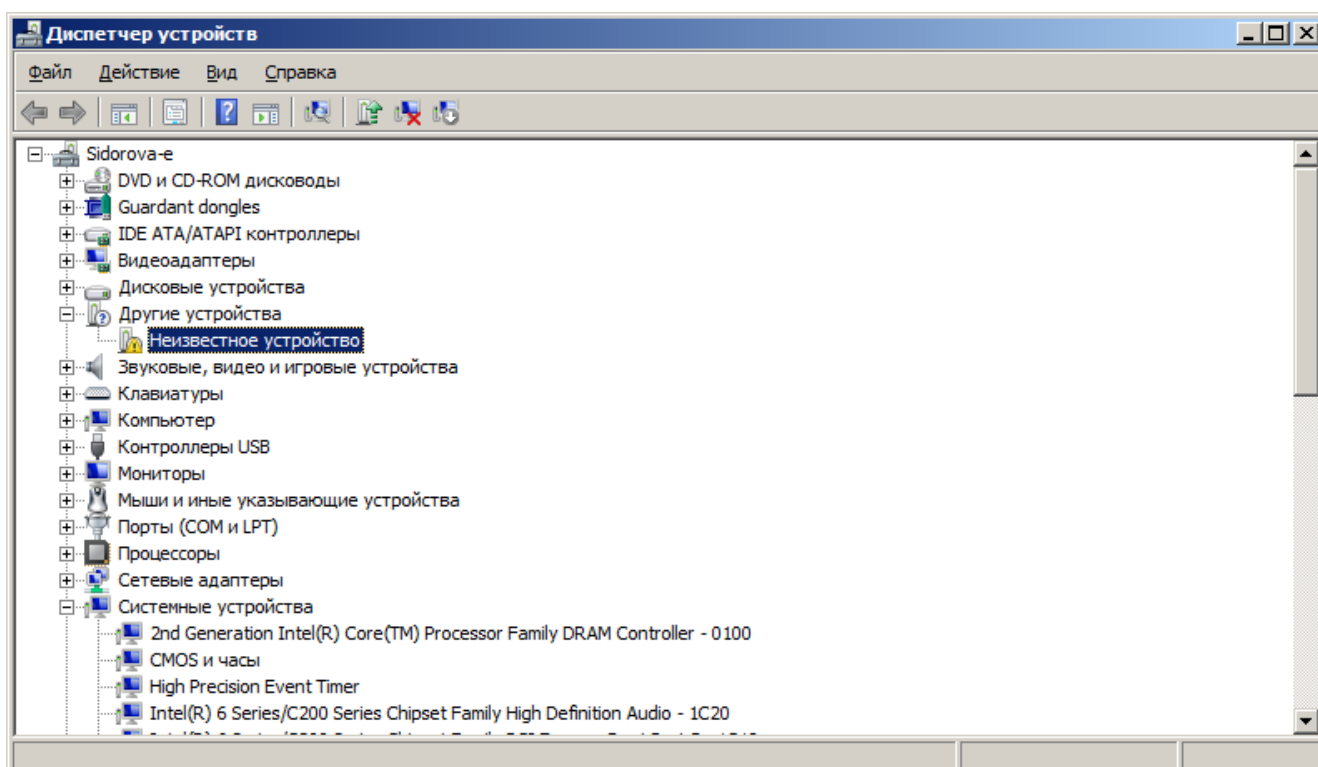 Диспетчер устройств
Файл Действие Вид Справка
Sidorova-e
DVD и CD-ROM дисководы
Guardant dongles
IDE ATA/ATAPI контроллеры
Видеоадаптеры
Дисковые устройства
Другие устройства
Неизвестное устройство
Звуковые, видео и игровые устройства
Клавиатуры
Компьютер
Контроллеры USB
Мониторы
Мыши и иные указывающие устройства
Порты (COM и LPT)
Процессоры
Сетевые адаптеры
Системные устройства
2nd Generation Intel(R) Core(TM) Processor Family DRAM Controller - 0100
CMOS и часы
High Precision Event Timer
Intel(R) 6 Series/C200 Series Chipset Family High Definition Audio - 1C20